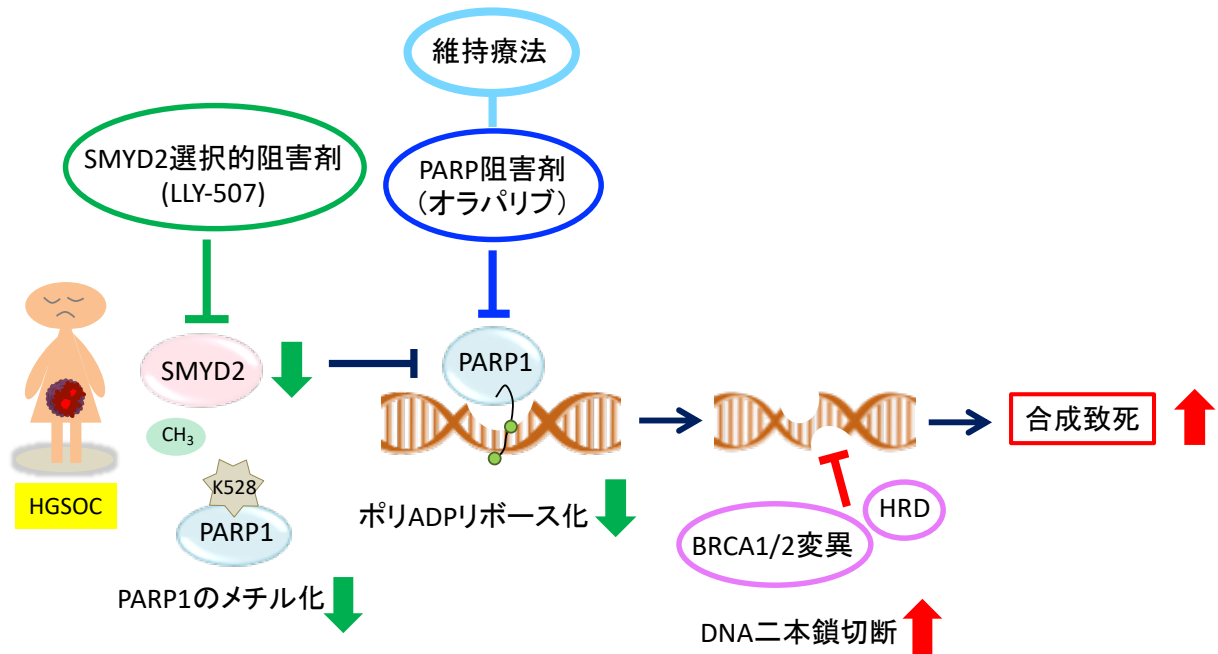 維持療法
SMYD2選択的阻害剤
(LLY-507)
PARP阻害剤
（オラパリブ）
SMYD2
PARP1
CH3
K528
PARP1
HGSOC
PARP1のメチル化
ポリADPリボース化
合成致死
HRD
BRCA1/2変異
DNA二本鎖切断